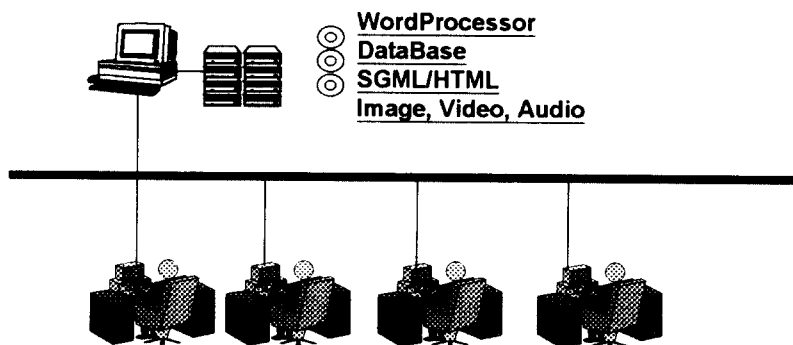 WordProcessor
DataBase
SGML/HTML
Image, Video, Audio